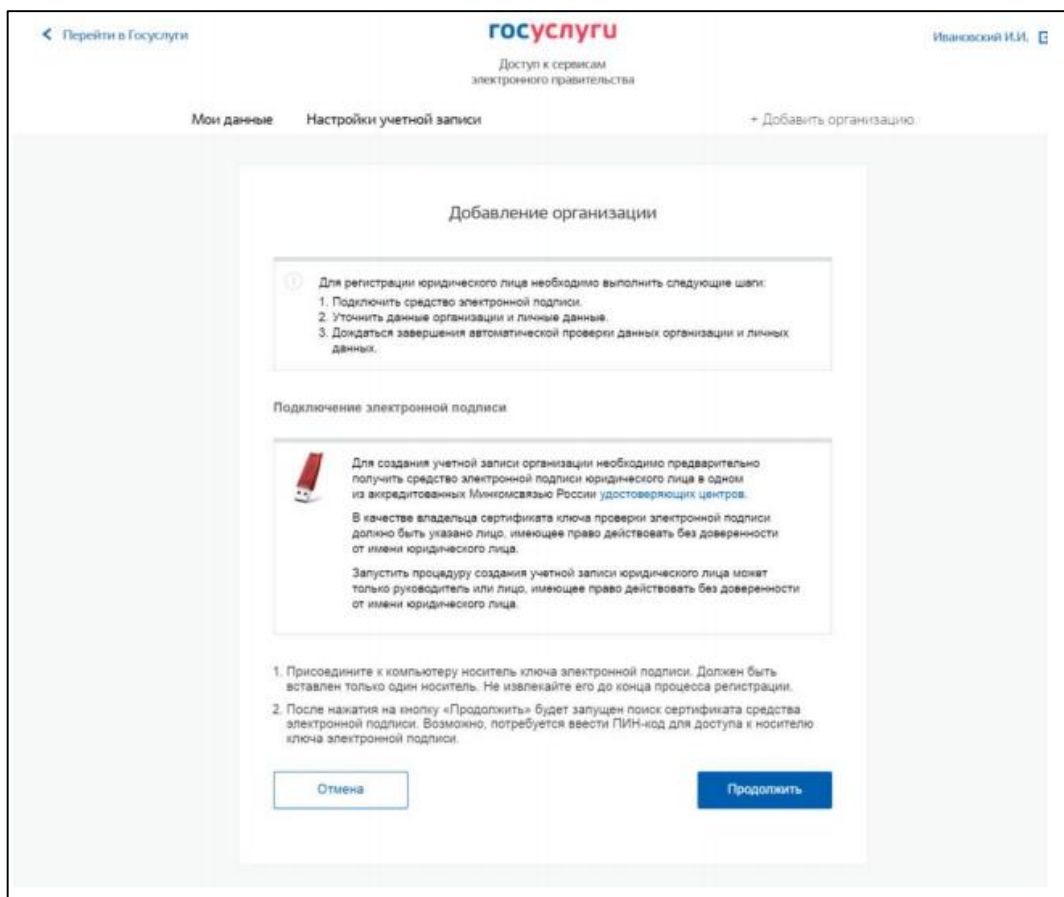 Перейти в Госуслуги
госуслуги
Ивановский И.И.
Доступ к сервисам
электронного правительства
Мои данные
Настройки учетной записи
+ Добавить организацию
Добавление организации
Для регистрации юридического лица необходимо выполнить следующие шаги:
1. Подключить средство электронной подписи.
2. Уточнить данные организации и личные данные.
3. Дождаться завершения автоматической проверки данных организации и личных
данных.
Подключение электронной подписи
Для создания учетной записи организации необходимо предварительно
получить средство электронной подписи юридического лица в одном
из аккредитованных Минкомсвязью России удостоверяющих центров.
В качестве владельца сертификата ключа проверки электронной подписи
должно быть указано лицо, имеющее право действовать без доверенности
от имени юридического лица.
Запустить процедуру создания учетной записи юридического лица может
только руководитель или лицо, имеющее право действовать без доверенности
от имени юридического лица.
1. Присоедините к компьютеру носитель ключа электронной подписи. Должен быть
вставлен только один носитель. Не извлекайте его до конца процесса регистрации.
2. После нажатия на кнопку «Продолжить» будет запущен поиск сертификата средства
электронной подписи. Возможно, потребуется ввести ПИН-код для доступа к носителю
ключа электронной подписи.
Отмена
Продолжить